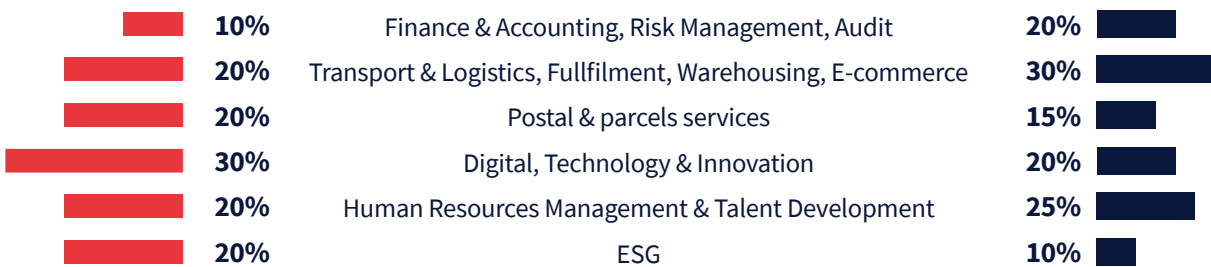 10% Finance & Accounting, Risk Management, Audit 20%
20% Transport & Logistics, Fullfilment, Warehousing, E-commerce 30%
20% Postal & parcels services 15%
30% Digital, Technology & Innovation 20%
20% Human Resources Management & Talent Development 25%
20% ESG 10%